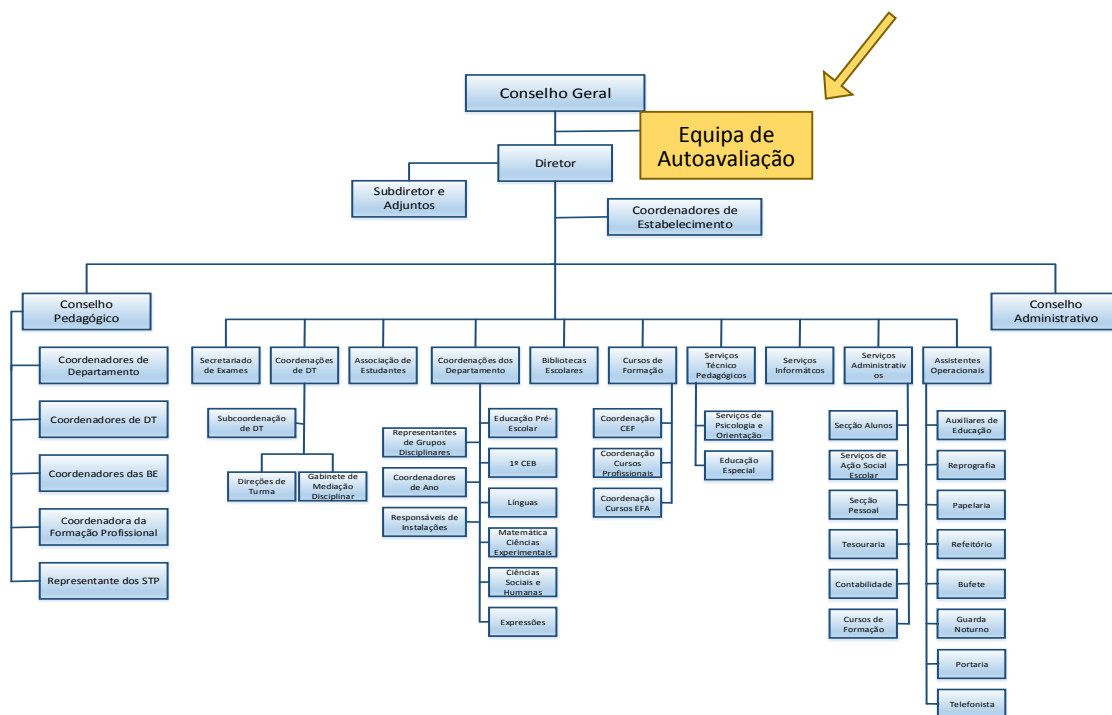 Conselho Geral
Equipa de
Autoavaliação
Diretor
Subdiretor e
Adjuntos
Coordenadores de
Estabelecimento
Conselho
Pedagógico
Conselho
Administrativo
Coordenadores de
Departamento
Coordenadores de DT
Coordenadores das BE
Coordenadora da
Formação Profissional
Representante dos STP
Secretariado
de Exames
Coordenações
de DT
Associação de
Estudantes
Coordenações dos
Departamento
Bibliotecas
Escolares
Cursos de
Formação
Serviços
Técnico
Pedagógicos
Serviços
Informátcos
Serviços
Administrativ
os
Assistentes
Operacionais
Subcoordenação
de DT
Direções de
Turma
Gabinete de
Mediação
Disciplinar
Representantes
de Grupos
Disciplinares
Coordenadores
de Ano
Responsáveis de
Instalações
Educação Pré-
Escolar
1º CEB
Línguas
Matemática
Ciências
Experimentais
Ciências
Sociais e
Humanas
Expressões
Coordenação
CEF
Coordenação
Cursos
Profissionais
Coordenação
Cursos EFA
Serviços de
Psicologia e
Orientação
Educação
Especial
Secção Alunos
Serviços de
Ação Social
Escolar
Secção
Pessoal
Tesouraria
Contabilidade
Cursos de
Formação
Auxiliares de
Educação
Reprografia
Papelaria
Refeitório
Bufete
Guarda
Noturno
Portaria
Telefonista